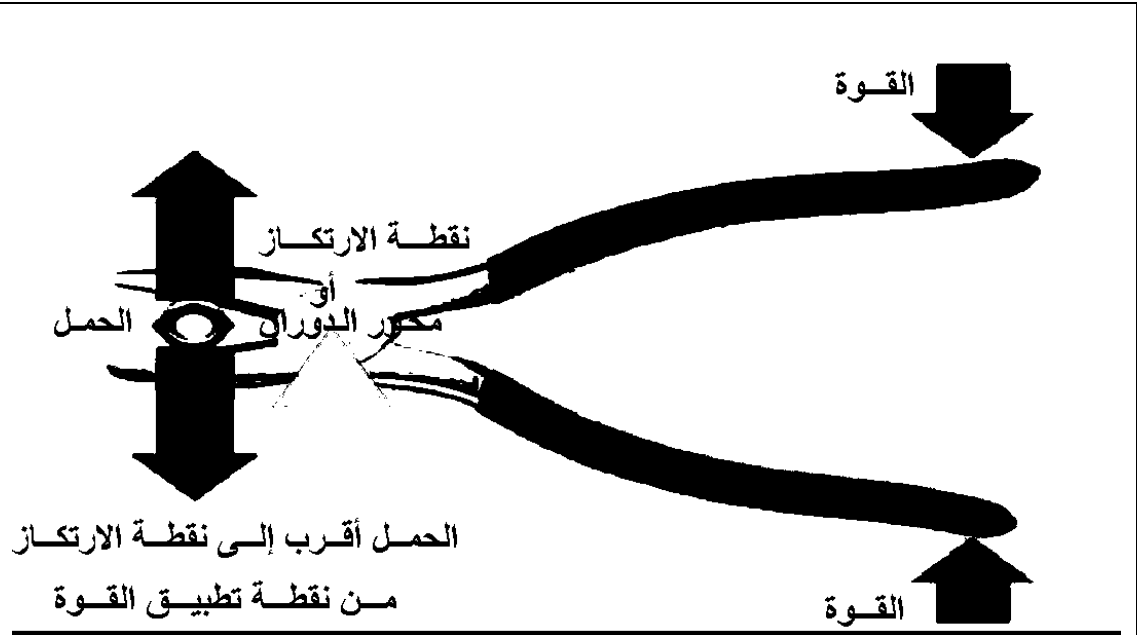 القوة
نقطة الارتكاز
أو
محور الدوران
الحمل
الحمل أقرب إلى نقطة الارتكاز
من نقطة تطبيق القوة
القوة